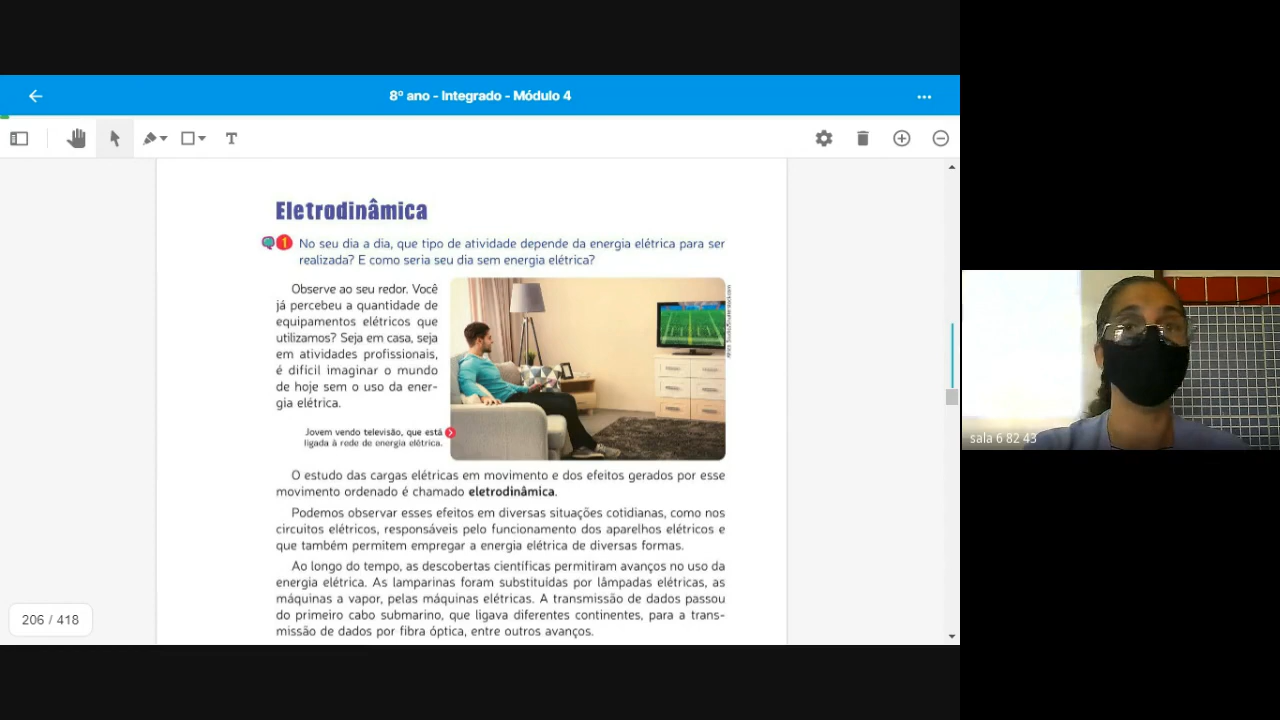 8º ano - Integrado - Módulo 4
T
Eletrodinâmica
1 No seu dia a dia, que tipo de atividade depende da energia elétrica para ser
realizada? E como seria seu dia sem energia elétrica?
Observe ao seu redor. Você
já percebeu a quantidade de
equipamentos elétricos que
utilizamos? Seja em casa, seja
em atividades profissionais,
é difícil imaginar o mundo
de hoje sem o uso da ener-
gia elétrica.
Jovem vendo televisão, que está
ligada à rede de energia elétrica.
O estudo das cargas elétricas em movimento e dos efeitos gerados por esse
movimento ordenado é chamado eletrodinâmica.
Podemos observar esses efeitos em diversas situações cotidianas, como nos
circuitos elétricos, responsáveis pelo funcionamento dos aparelhos elétricos e
que também permitem empregar a energia elétrica de diversas formas.
Ao longo do tempo, as descobertas científicas permitiram avanços no uso da
energia elétrica. As lamparinas foram substituídas por lâmpadas elétricas, as
máquinas a vapor, pelas máquinas elétricas. A transmissão de dados passou
do primeiro cabo submarino, que ligava diferentes continentes, para a trans-
missão de dados por fibra óptica, entre outros avanços.
206 / 418
sala 6 82 43